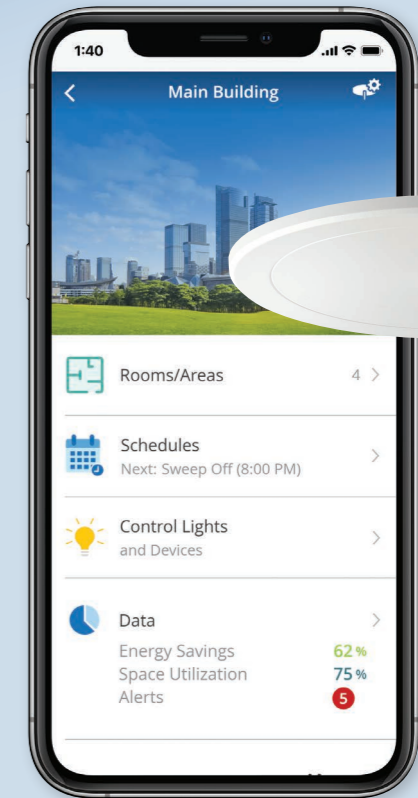 1:40
Main Building
Rooms/Areas 4
Schedules
Next: Sweep Off (8:00 PM)
Control Lights
and Devices
Data
Energy Savings 62%
Space Utilization 75%
Alerts 5